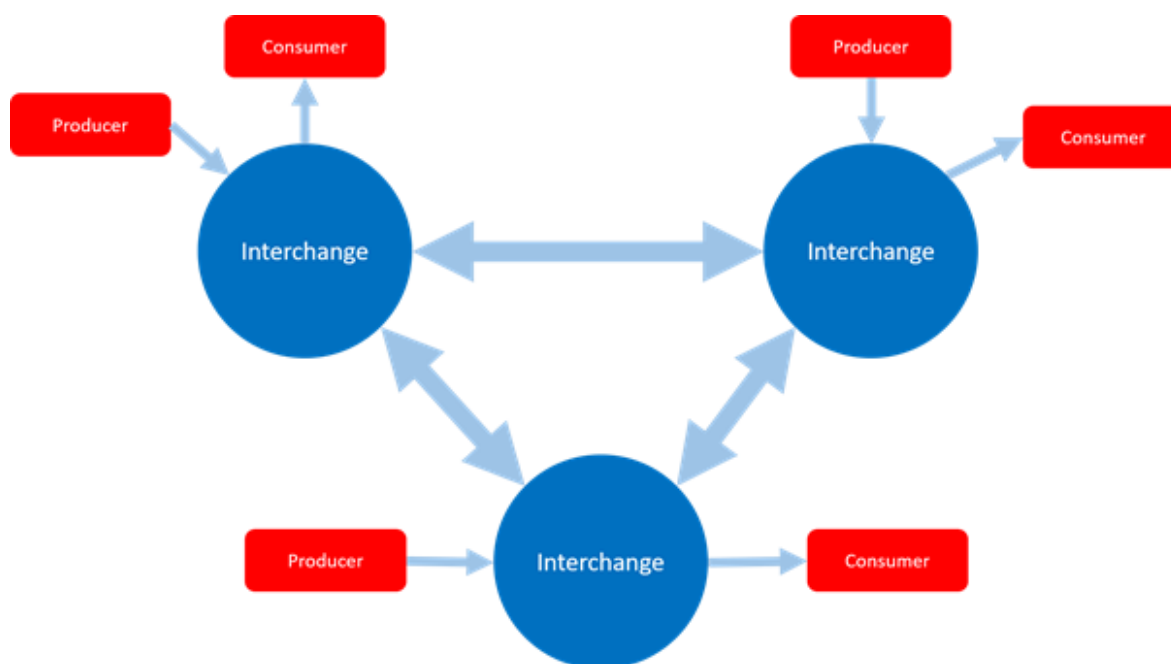 Consumer
Producer
Producer
Consumer
Interchange
Interchange
Producer
Interchange
Consumer